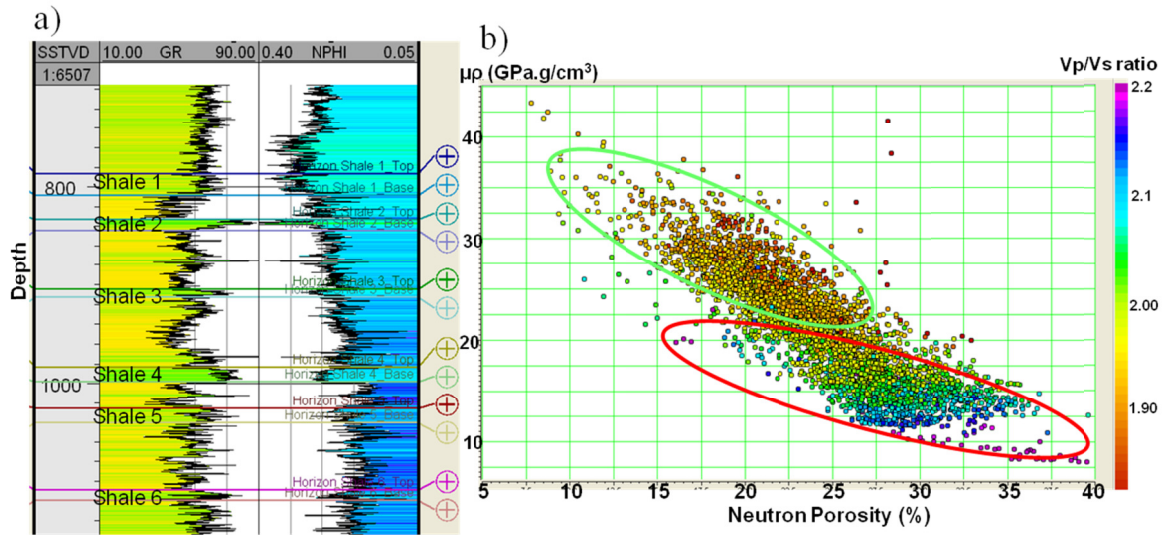 a)
SSTVD 10.00 GR 90.00 0.40 NPHI 0.05
1:6507
Horizon Shale 1_Top
Shale 1
800
Horizon Shale 1_Base
Horizon Shale 2_Top
Shale 2
Horizon Shale 2_Base
Depth
Horizon Shale 3_Top
Shale 3
Horizon Shale 3_Base
Horizon Shale 4_Top
Shale 4
Horizon Shale 4_Base
1000
Shale 5
Shale 6
b)
μρ (GPa.g/cm³)
Vp/Vs ratio
40
30
20
10
5 10 15 20 25 30 35 40
Neutron Porosity (%)
2.2
2.1
2.00
1.90